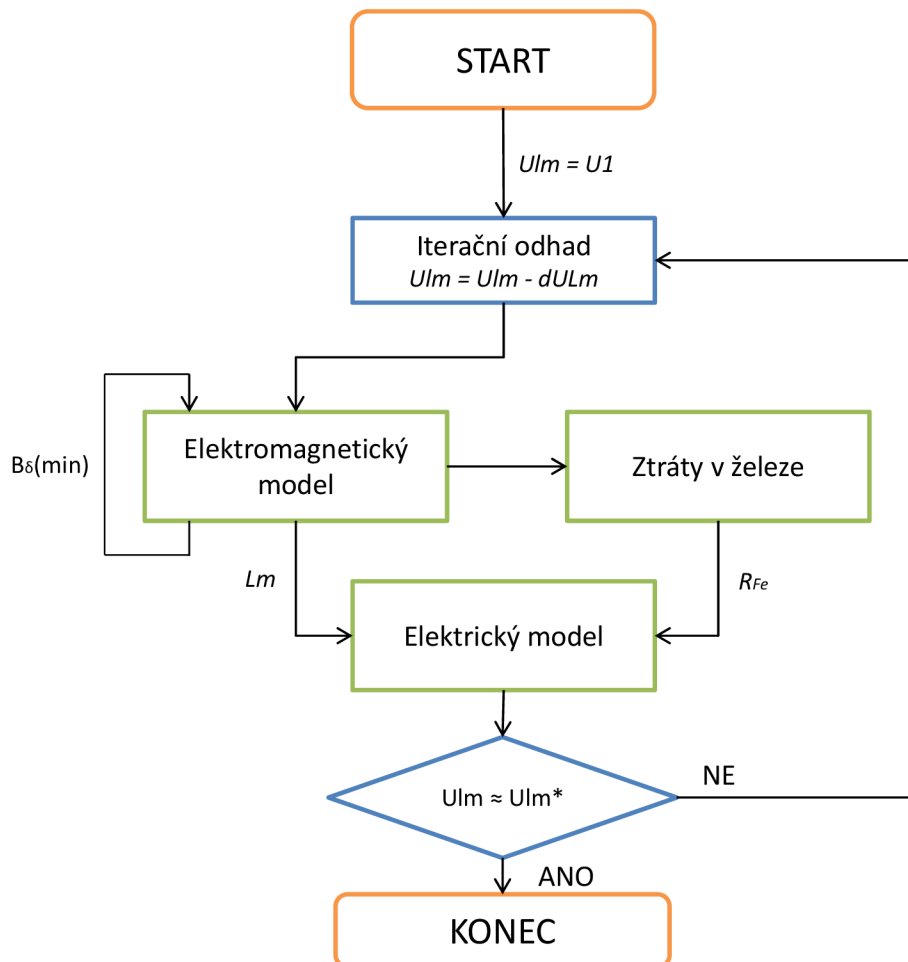 START
Ulm = U1
Iterační odhad
Ulm = Ulm - dULm
Elektromagnetický
model
Bδ(min)
Ztráty v železe
Lm
RFe
Elektrický model
NE
Ulm ≈ Ulm*
ANO
KONEC